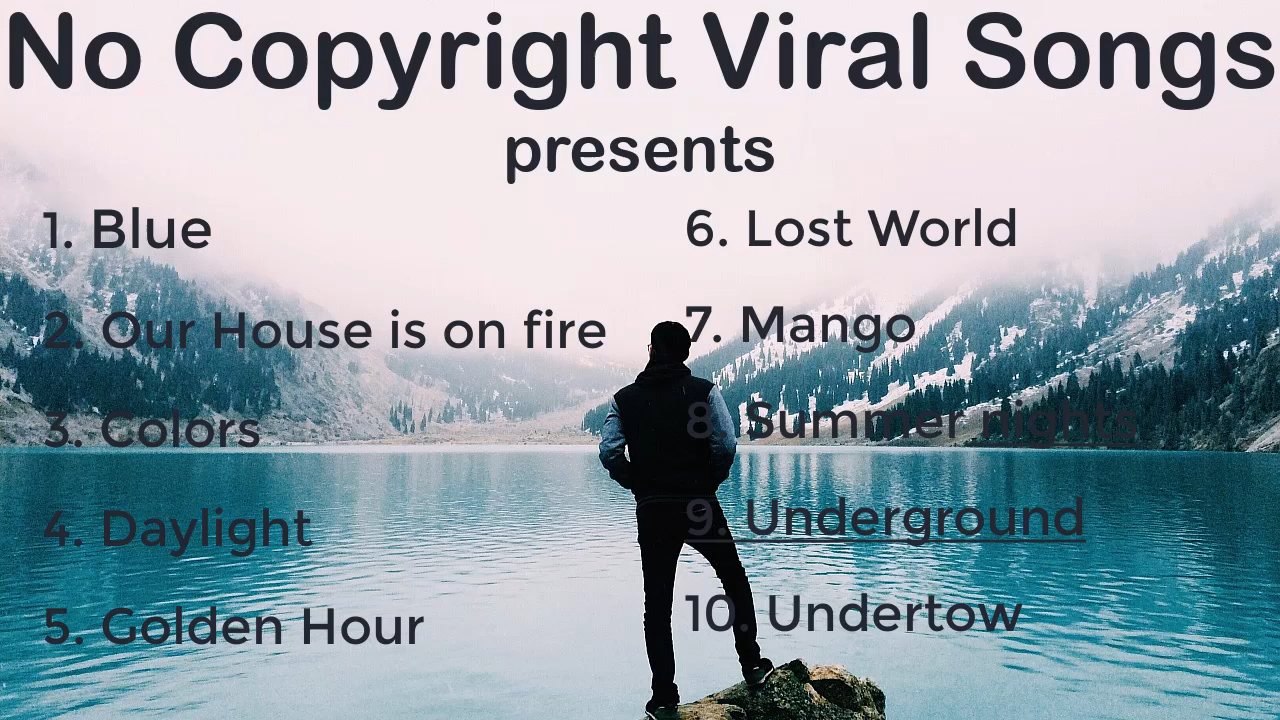 No Copyright Viral Songs
presents
1. Blue
2. Our House is on fire
3. Colors
4. Daylight
5. Golden Hour
6. Lost World
7. Mango
8. Summer nights
9. Underground
10. Undertow